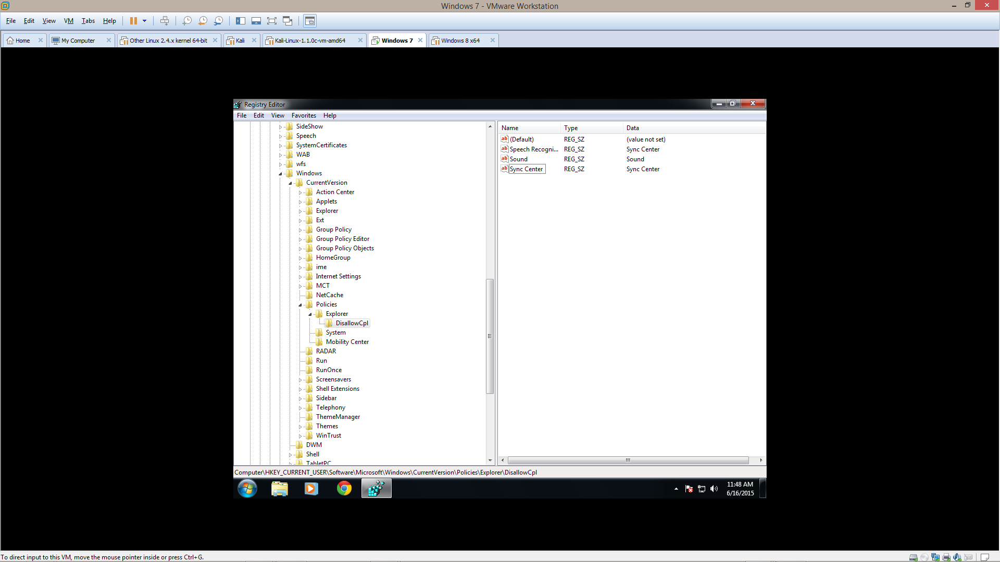 Windows 7 - VMware Workstation
File Edit View VM Tabs Help
Home My Computer Other Linux 2.4.x kernel 64-bit Kali Kali-Linux-1.1.0c-vm-amd64 Windows 7 Windows 8 x64
Registry Editor
File Edit View Favorites Help
SideShow
Speech
SystemCertificates
WAB
wfs
Windows
CurrentVersion
Action Center
Applets
Explorer
Ext
Group Policy
Group Policy Editor
Group Policy Objects
HomeGroup
ime
Internet Settings
MCT
NetCache
Policies
Explorer
DisallowCpl
System
Mobility Center
RADAR
Run
RunOnce
Screensavers
Shell Extensions
Sidebar
Telephony
ThemeManager
Themes
WinTrust
DWM
Shell
TabletPC
Name Type Data
ab (Default) REG_SZ (value not set)
ab Speech Recogni... REG_SZ Sync Center
ab Sound REG_SZ Sound
ab Sync Center REG_SZ Sync Center
Computer\HKEY_CURRENT_USER\Software\Microsoft\Windows\CurrentVersion\Policies\Explorer\DisallowCpl
11:48 AM
6/16/2015
To direct input to this VM, move the mouse pointer inside or press Ctrl+G.